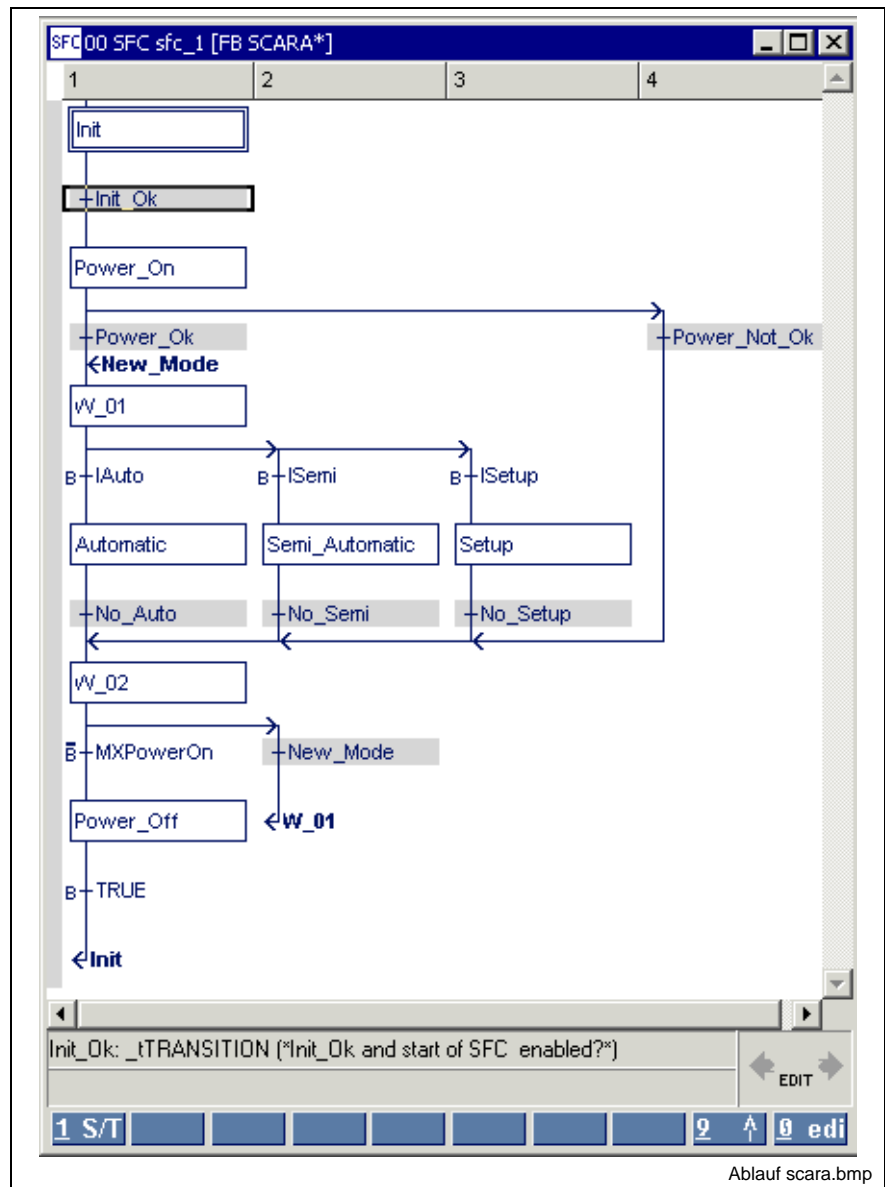 SFC 00 SFC sfc_1 [FB SCARA*]
1 2 3 4
Init
Init_Ok
Power_On
Power_Ok Power_Not_Ok
New_Mode
W_01
B IAuto B ISemi B ISetup
Automatic Semi_Automatic Setup
No_Auto No_Semi No_Setup
W_02
B MXPowerOn New_Mode
Power_Off W_01
B TRUE
Init
Init_Ok: _tTRANSITION (*Init_Ok and start of SFC enabled?*)
EDIT
1 S/T 9 ↑ 0 edi
Ablauf scara.bmp